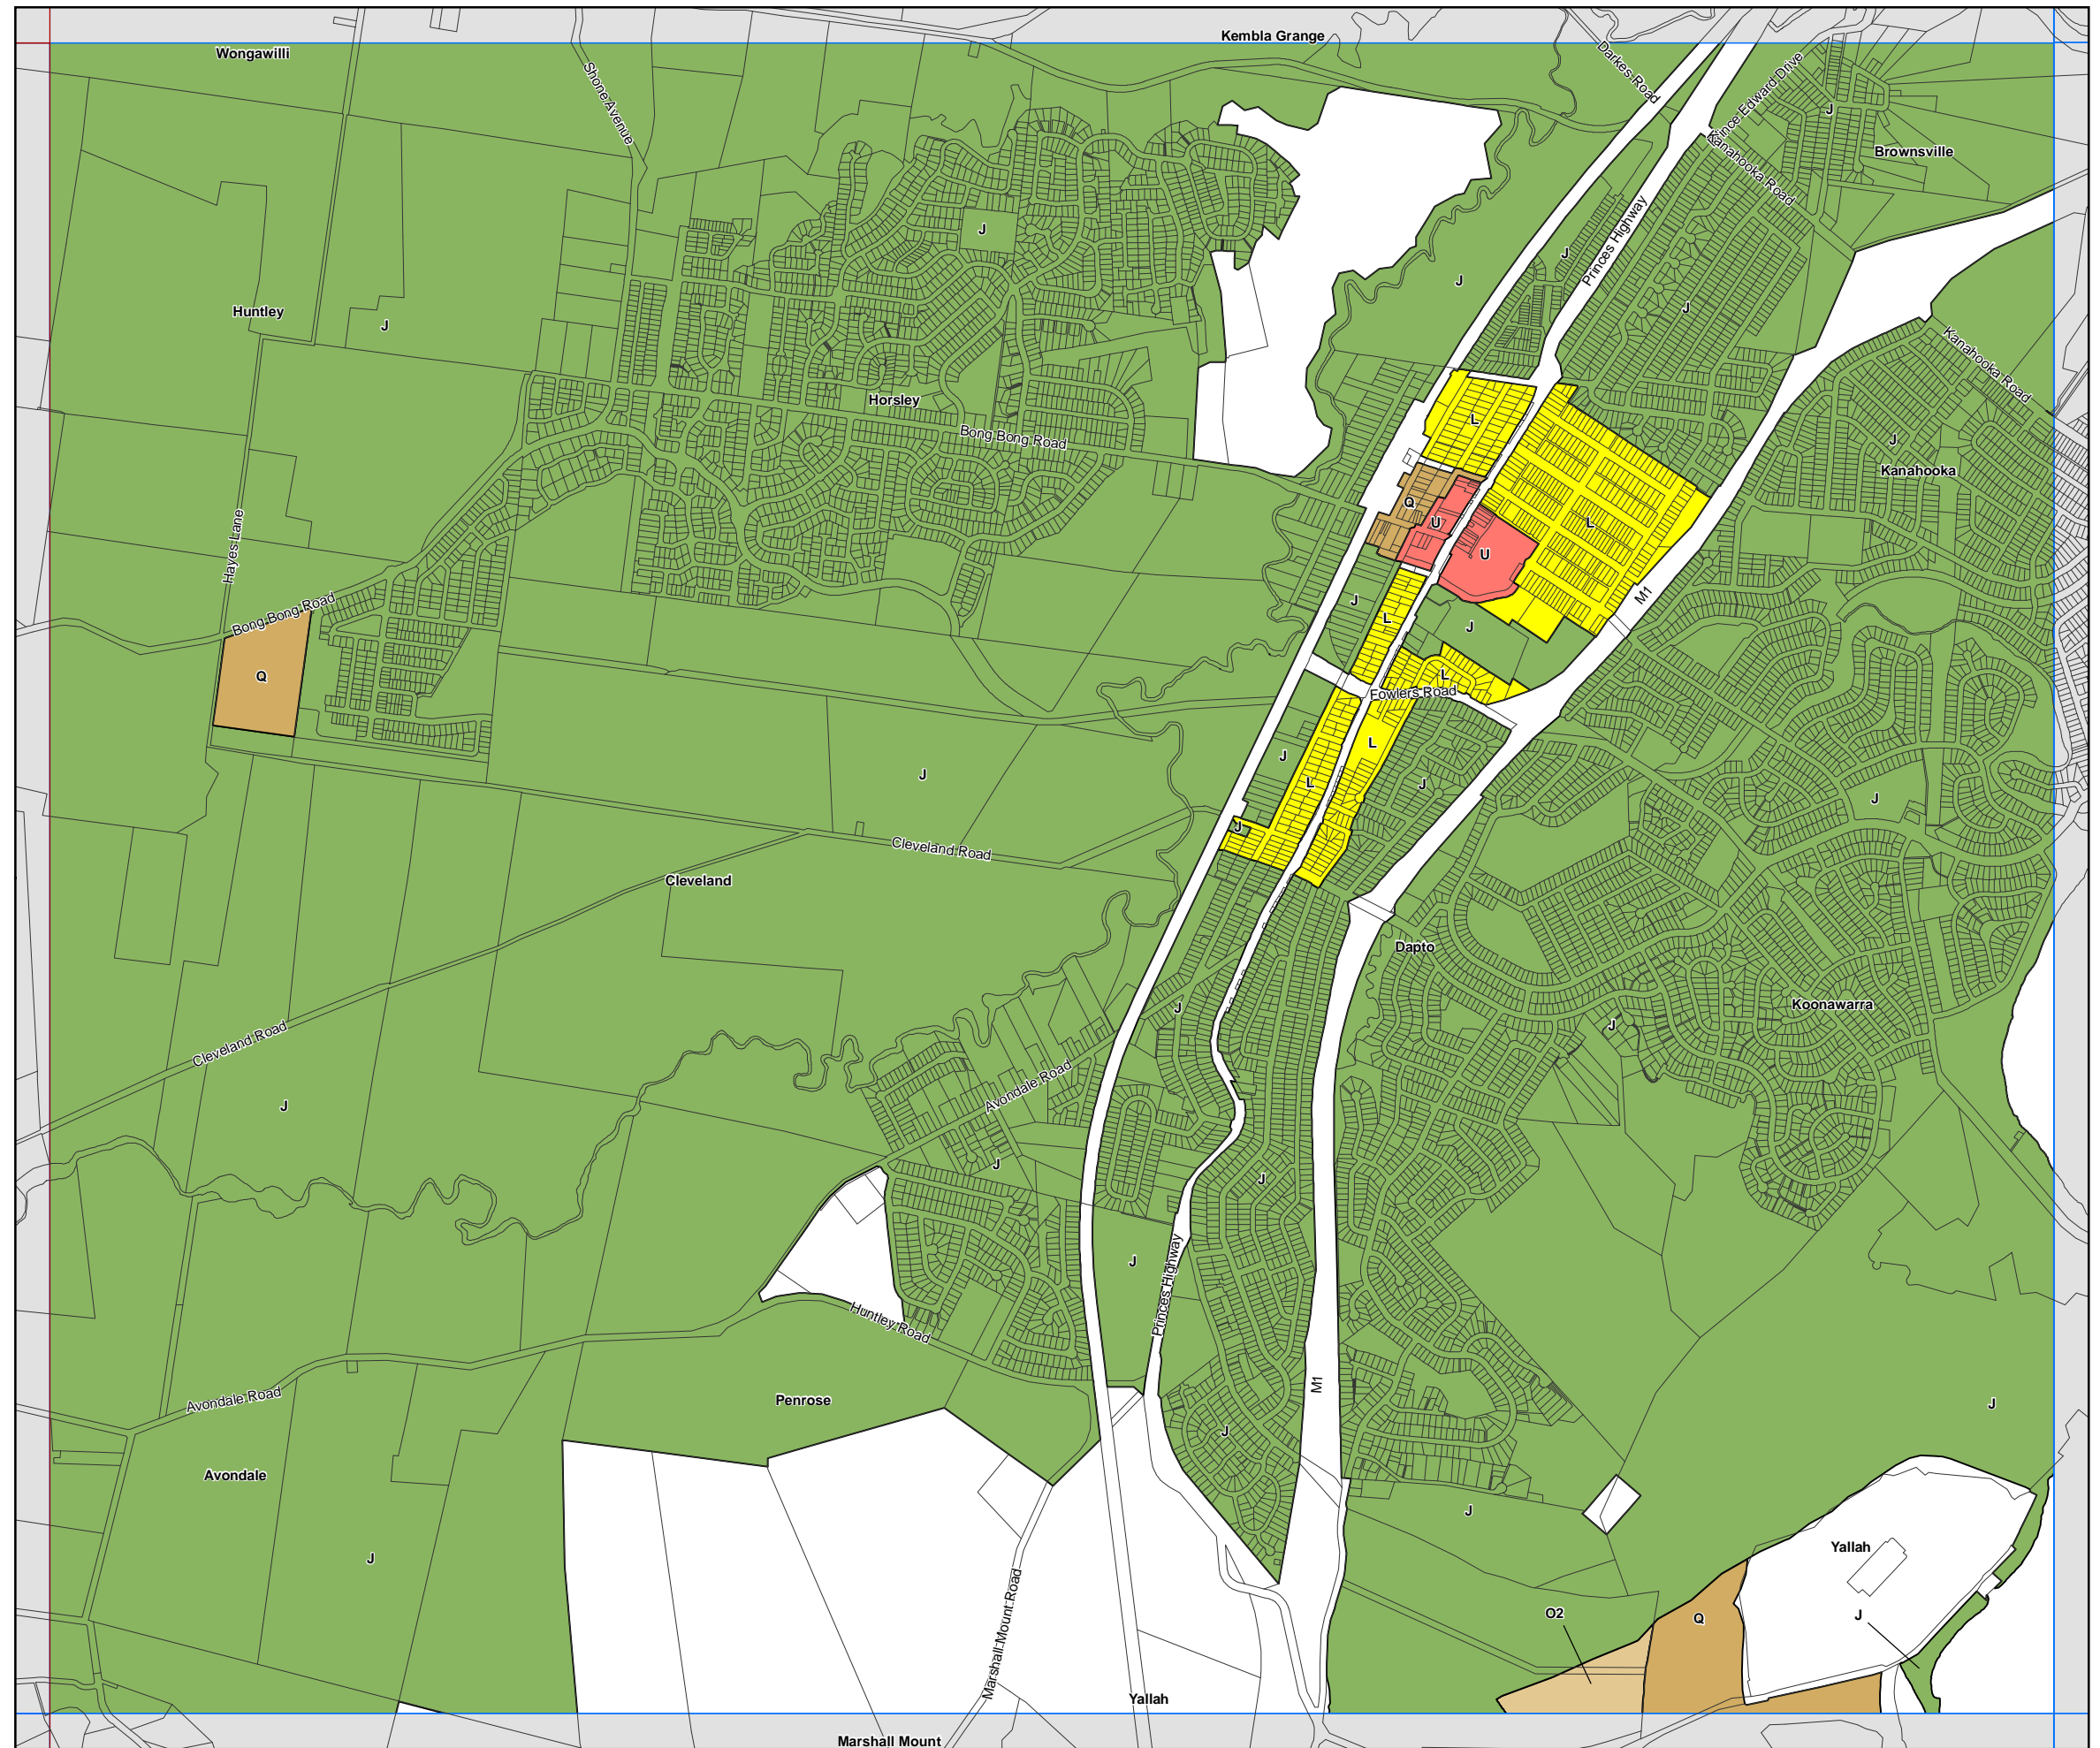 Kembla Grange
Wongawilli
Darkes Road
Prince Edward Drive
Shone Avenue
J
Kanahooka Road
Brownsville
Princes Highway
J
J
J
Huntley
J
J
Kanahooka Road
Horsley
L
Bong Bong Road
J
Kanahooka
Q
U
L
Hayes Lane
U
M1
J
Bong Bong Road
L
J
Q
L
Fowlers Road
L
J
J
L
J
J
J
Cleveland Road
Cleveland
Dapto
Koonawarra
J
J
Cleveland Road
Avondale Road
J
J
J
J
Princes Highway
Huntley Road
M1
Avondale Road
Penrose
J
J
Avondale
J
Yallah
J
Marshall Mount Road
O2
Q
J
Yallah
Marshall Mount